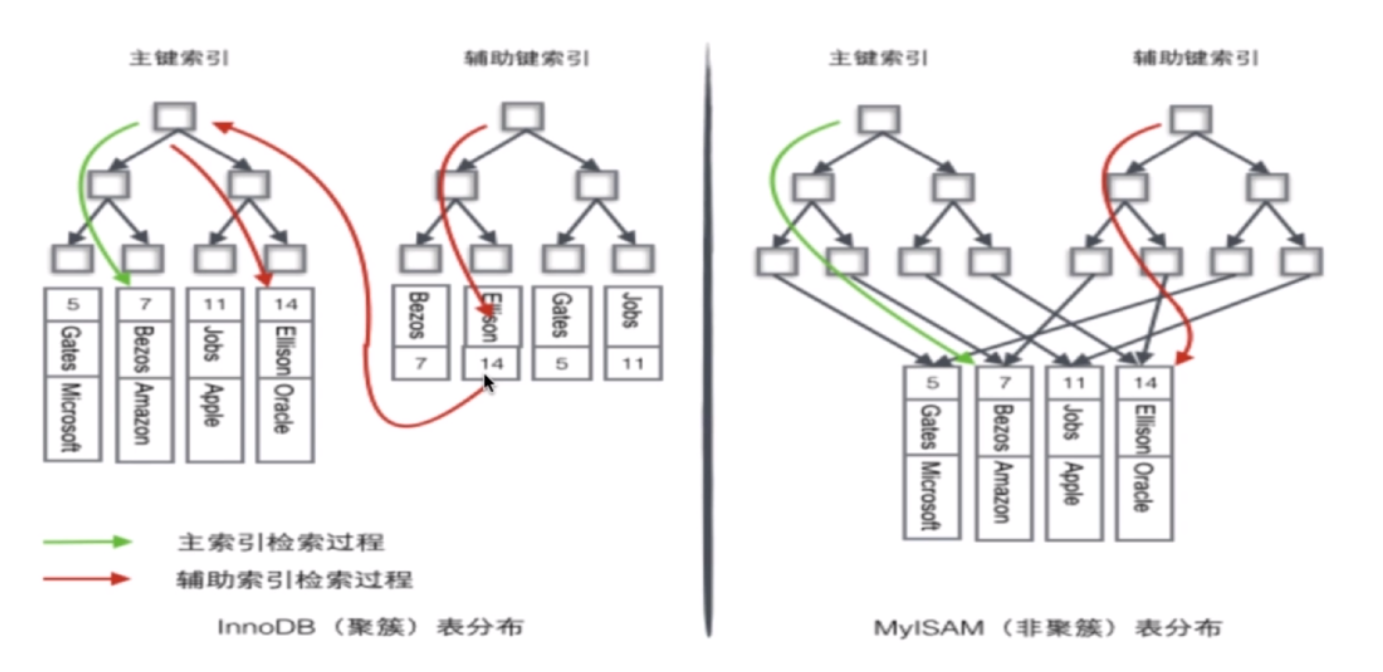 主键索引
辅助键索引
主键索引
辅助键索引
5
7
11
14
Gates
Bezos
Jobs
Ellison
Microsoft
Amazon
Apple
Oracle
Bezos
Ellison
Gates
Jobs
7
14
5
11
5
7
11
14
Gates
Bezos
Jobs
Ellison
Microsoft
Amazon
Apple
Oracle
主索引检索过程
辅助索引检索过程
InnoDB（聚簇）表分布
MyISAM（非聚簇）表分布